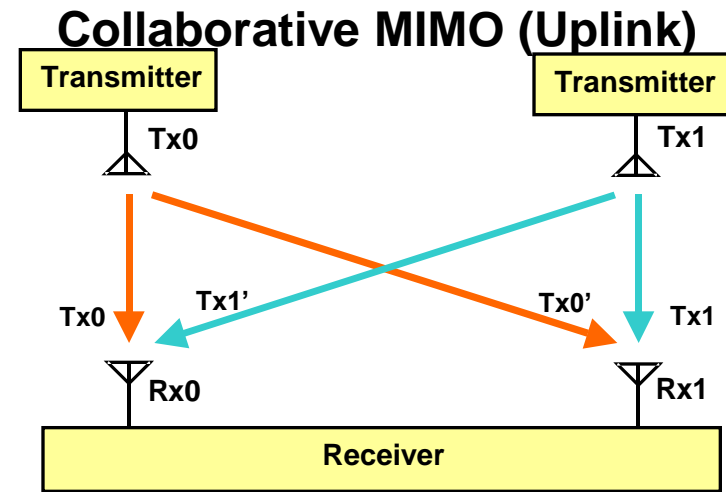 Collaborative MIMO (Uplink)
Transmitter
Transmitter
Tx0
Tx1
Tx0
Tx1’
Tx0’
Tx1
Rx0
Rx1
Receiver